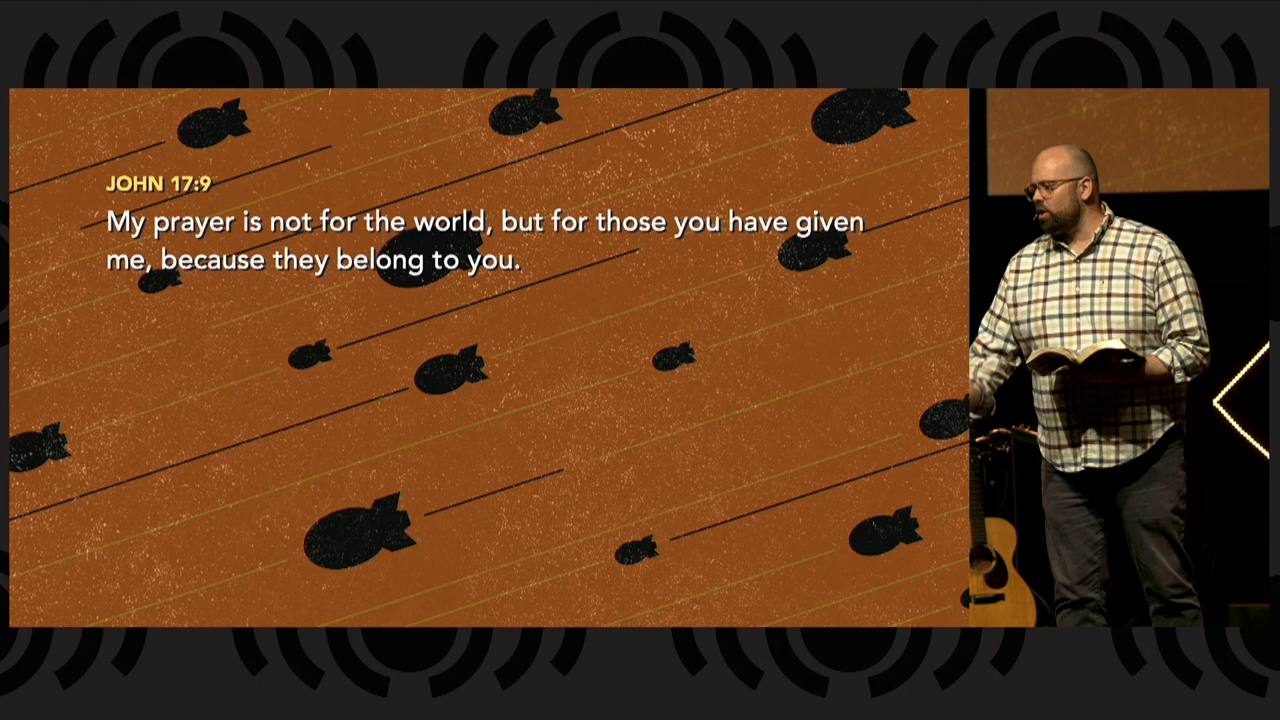 JOHN 17:9
My prayer is not for the world, but for those you have given
me, because they belong to you.